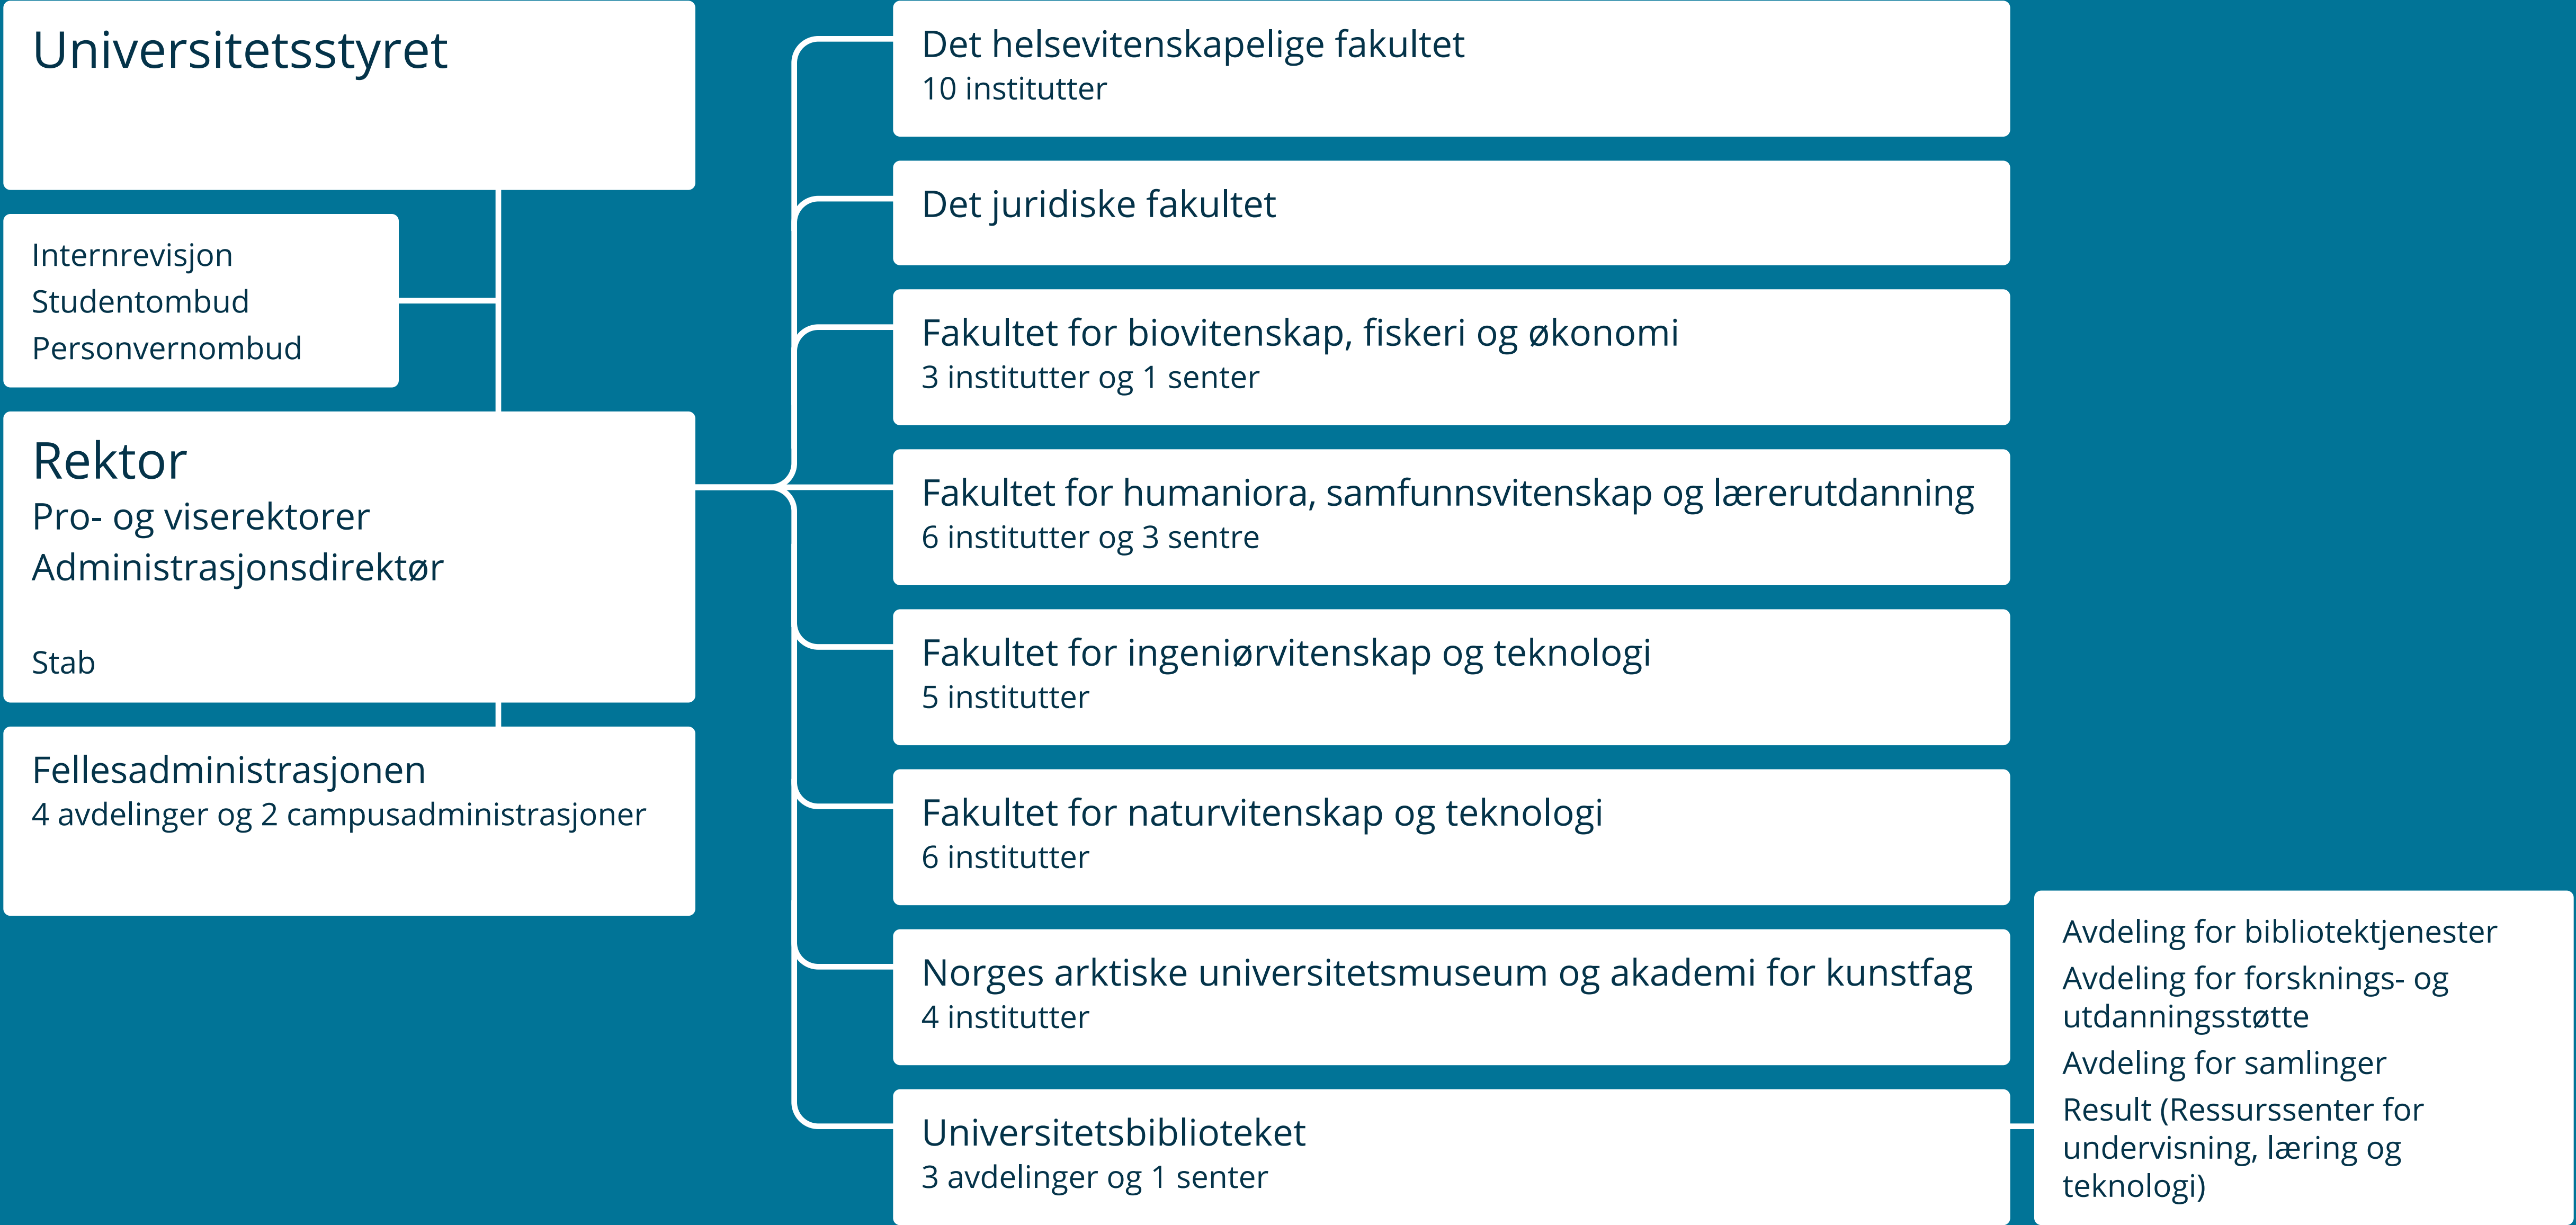 Universitetsstyret
Internrevisjon
Studentombud
Personvernombud
Rektor
Pro- og viserektorer
Administrasjonsdirektør
Stab
Fellesadministrasjonen
4 avdelinger og 2 campusadministrasjoner
Det helsevitenskapelige fakultet
10 institutter
Det juridiske fakultet
Fakultet for biovitenskap, fiskeri og økonomi
3 institutter og 1 senter
Fakultet for humaniora, samfunnsvitenskap og lærerutdanning
6 institutter og 3 sentre
Fakultet for ingeniørvitenskap og teknologi
5 institutter
Fakultet for naturvitenskap og teknologi
6 institutter
Norges arktiske universitetsmuseum og akademi for kunstfag
4 institutter
Universitetsbiblioteket
3 avdelinger og 1 senter
Avdeling for bibliotektjenester
Avdeling for forsknings- og
utdanningsstøtte
Avdeling for samlinger
Result (Ressurssenter for
undervisning, læring og
teknologi)